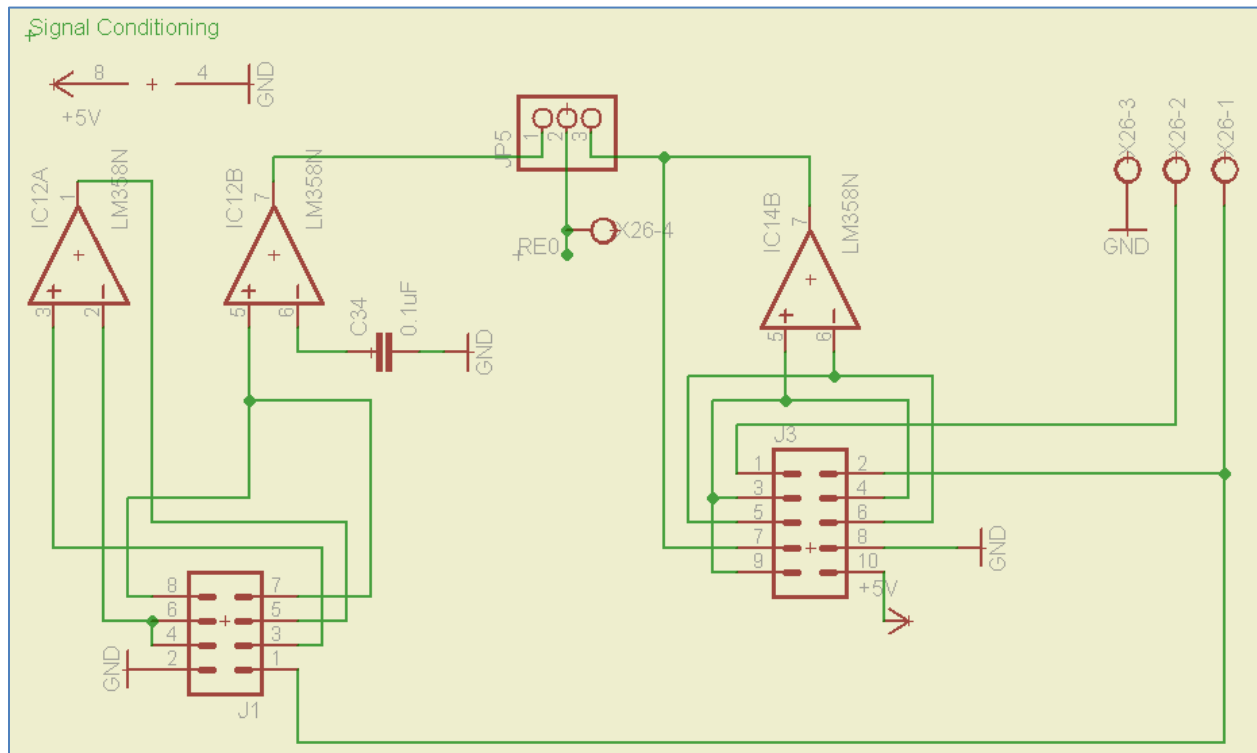 Signal Conditioning
8
4
+5V
GND
JP5
1
2
3
X26-3
X26-2
X26-1
IC12A
1
LM358N
IC12B
7
LM358N
X26-4
RE0
IC14B
7
LM358N
GND
+
-
3
2
+
-
5
6
C34
0.1uF
GND
+
-
5
6
J3
1
2
3
4
5
6
7
8
9
10
GND
+5V
8
7
6
5
4
3
2
1
GND
J1